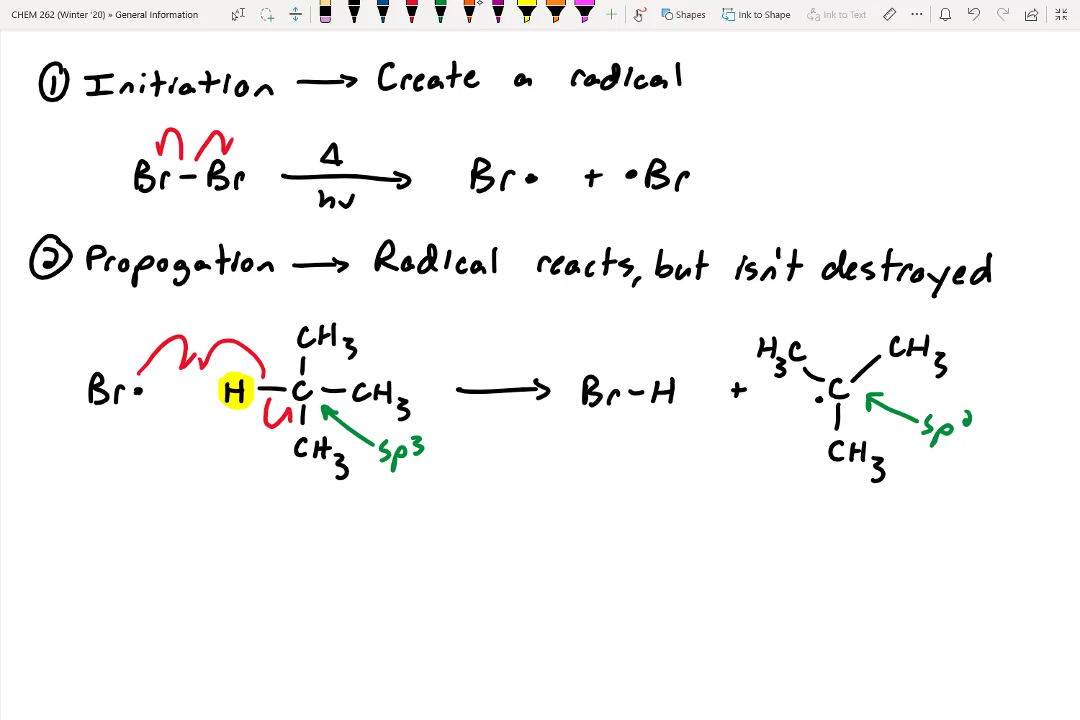 CHEM 262 (Winter '20) » General Information
Shapes
Ink to Shape
Ink to Text
① Initiation → Create a radical
Br–Br Δ hν → Br• + •Br
② Propogation → Radical reacts, but isn't destroyed
CH3 H3C CH3
Br• H–C–CH3 → Br–H + •C
CH3 sp3 CH3